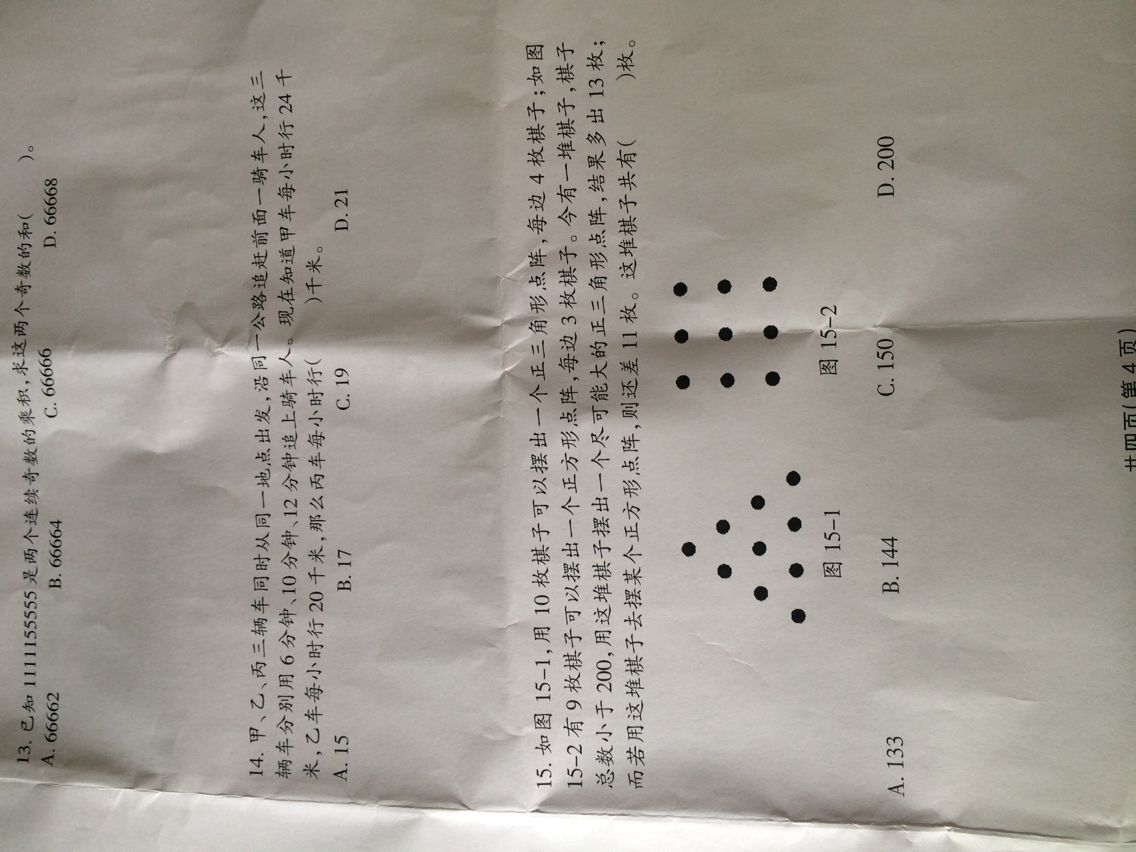 13. 已知 1111155555 是两个连续奇数的乘积,求这两个奇数的和( )。
A. 66662 B. 66664 C. 66666 D. 66668
14. 甲、乙、丙三辆车同时从同一地点出发,沿同一公路追赶前面一骑车人,这三
辆车分别用 6 分钟、10 分钟、12 分钟追上骑车人。现在知道甲车每小时行 24 千
米,乙车每小时行 20 千米,那么丙车每小时行( )千米。
A. 15 B. 17 C. 19 D. 21
15. 如图 15-1,用 10 枚棋子可以摆出一个正三角形点阵,每边 4 枚棋子;如图
15-2 有 9 枚棋子可以摆出一个正方形点阵,每边 3 枚棋子。今有一堆棋子,棋子
总数小于 200,用这堆棋子摆出一个尽可能大的正三角形点阵,结果多出 13 枚;
而若用这堆棋子去摆某个正方形点阵,则还差 11 枚。这堆棋子共有( )枚。
图 15-1 图 15-2
A. 133 B. 144 C. 150 D. 200
共四页(第 4 页)